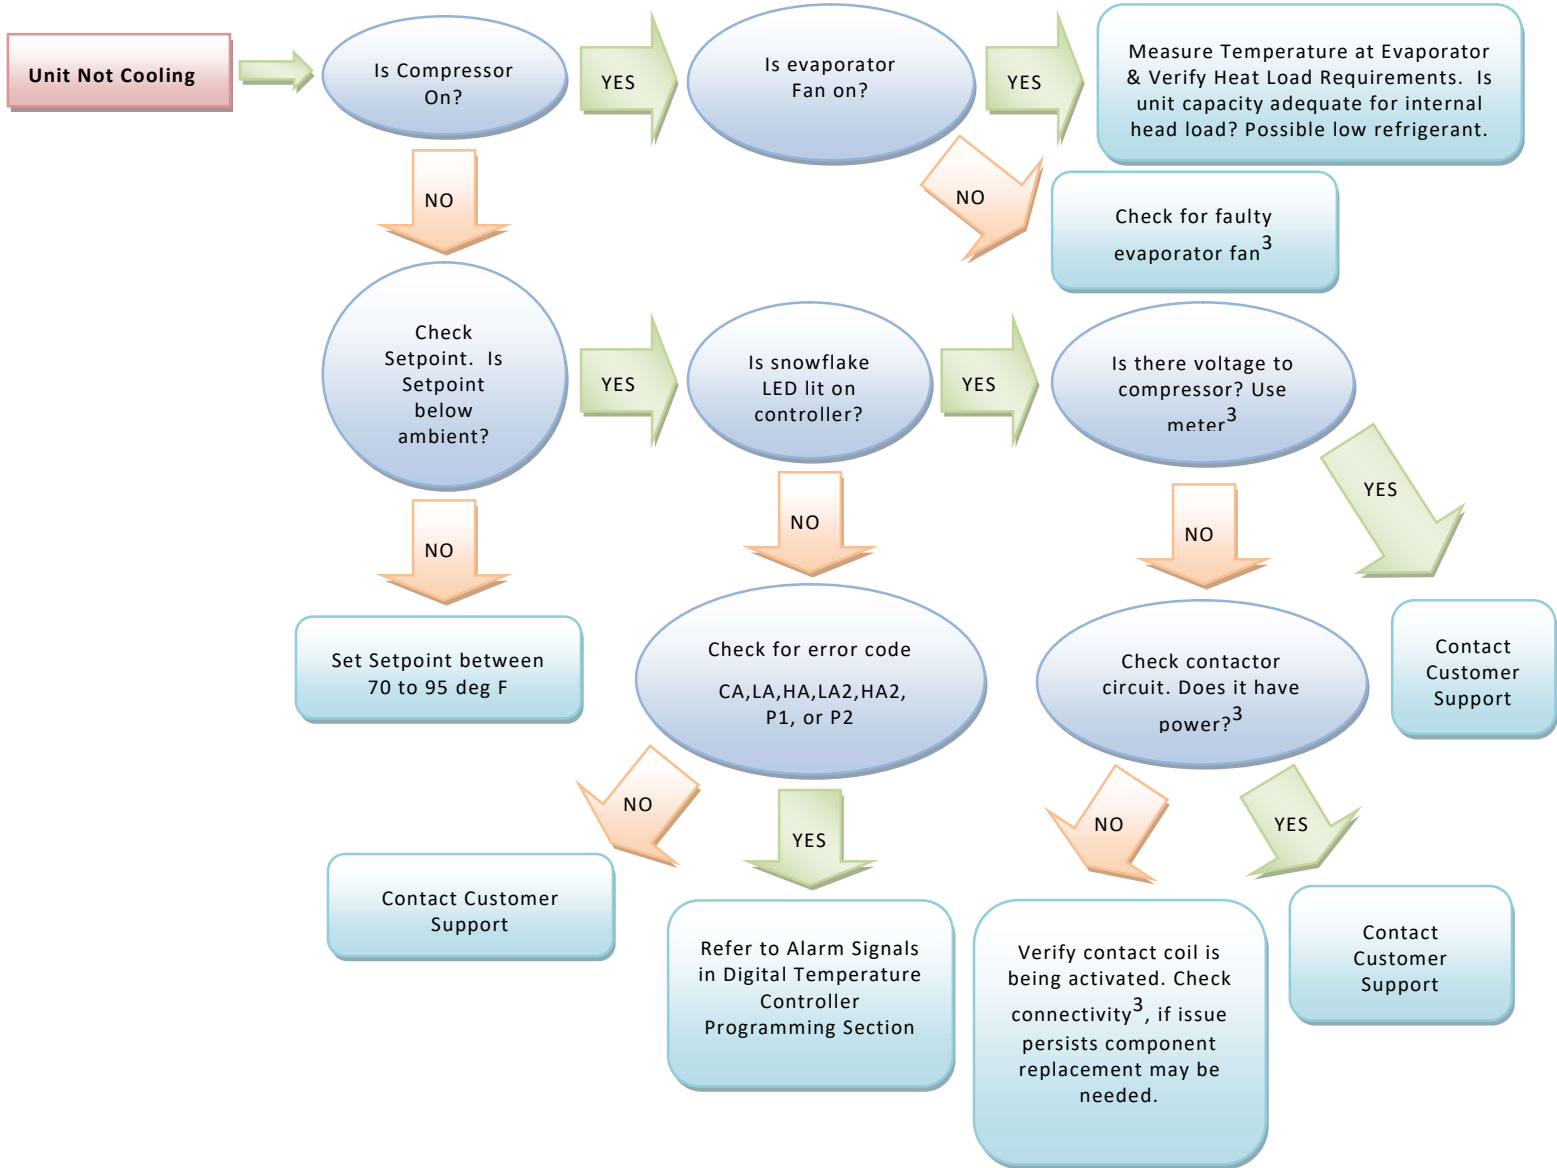 Unit Not Cooling
Is Compressor
On?
YES
Is evaporator
Fan on?
YES
Measure Temperature at Evaporator
& Verify Heat Load Requirements. Is
unit capacity adequate for internal
head load? Possible low refrigerant.
NO
NO
Check for faulty
evaporator fan3
Check
Setpoint. Is
Setpoint
below
ambient?
YES
Is snowflake
LED lit on
controller?
YES
Is there voltage to
compressor? Use
meter3
YES
NO
NO
NO
Set Setpoint between
70 to 95 deg F
Check for error code
CA,LA,HA,LA2,HA2,
P1, or P2
Check contactor
circuit. Does it have
power?3
Contact
Customer
Support
NO
YES
NO
YES
Contact Customer
Support
Refer to Alarm Signals
in Digital Temperature
Controller
Programming Section
Verify contact coil is
being activated. Check
connectivity3, if issue
persists component
replacement may be
needed.
Contact
Customer
Support